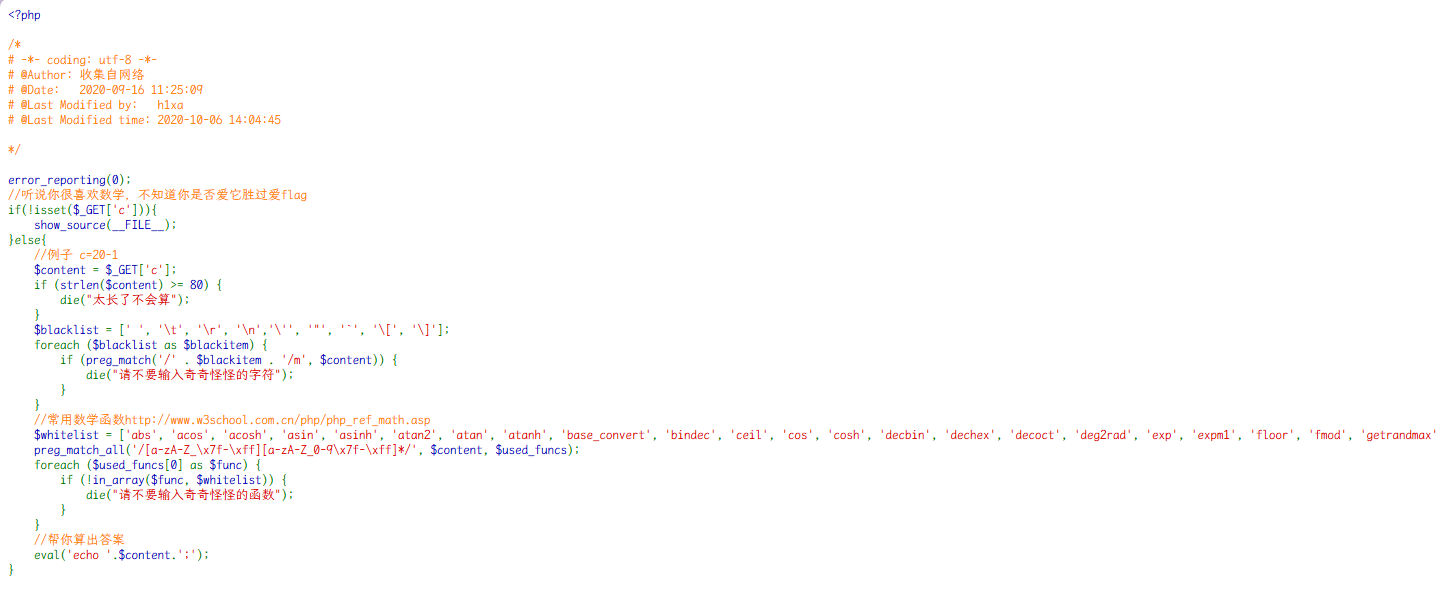 <?php
/*
# -*- coding: utf-8 -*-
# @Author: 收集自网络
# @Date:   2020-09-16 11:25:09
# @Last Modified by:   h1xa
# @Last Modified time: 2020-10-06 14:04:45
*/
error_reporting(0);
//听说你很喜欢数学，不知道你是否爱它胜过爱flag
if(!isset($_GET['c'])){
    show_source(__FILE__);
}else{
    //例子 c=20-1
    $content = $_GET['c'];
    if (strlen($content) >= 80) {
        die("太长了不会算");
    }
    $blacklist = [' ', '\t', '\r', '\n','\'', '"', '`', '\[', '\]'];
    foreach ($blacklist as $blackitem) {
        if (preg_match('/' . $blackitem . '/m', $content)) {
            die("请不要输入奇奇怪怪的字符");
        }
    }
    //常用数学函数http://www.w3school.com.cn/php/php_ref_math.asp
    $whitelist = ['abs', 'acos', 'acosh', 'asin', 'asinh', 'atan2', 'atan', 'atanh', 'base_convert', 'bindec', 'ceil', 'cos', 'cosh', 'decbin', 'dechex', 'decoct', 'deg2rad', 'exp', 'expm1', 'floor', 'fmod', 'getrandmax'
    preg_match_all('/[a-zA-Z_\x7f-\xff][a-zA-Z_0-9\x7f-\xff]*/', $content, $used_funcs);
    foreach ($used_funcs[0] as $func) {
        if (!in_array($func, $whitelist)) {
            die("请不要输入奇奇怪怪的函数");
        }
    }
    //帮你算出答案
    eval('echo '.$content.';');
}